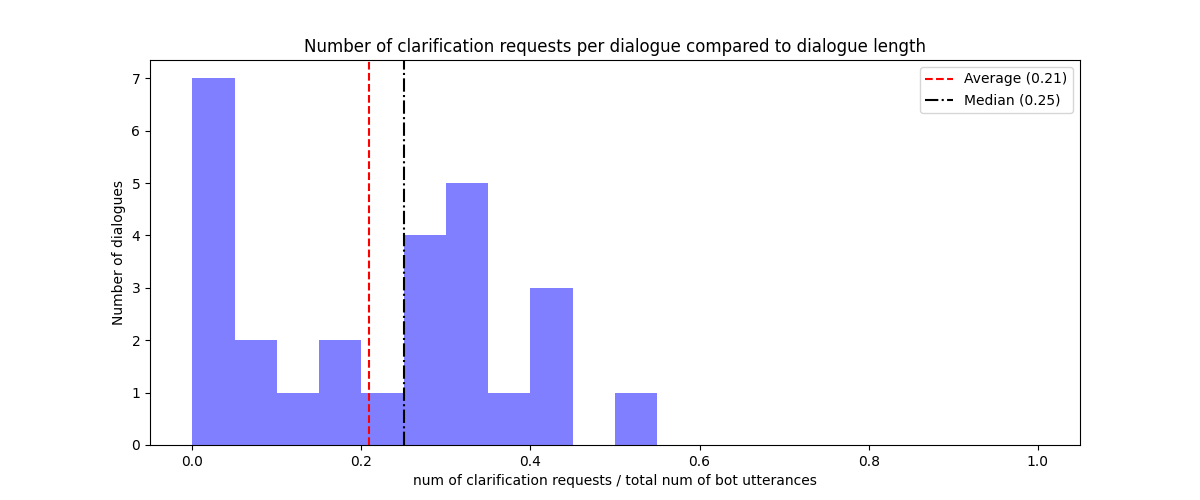 Number of clarification requests per dialogue compared to dialogue length
Average (0.21)
Median (0.25)
Number of dialogues
7
6
5
4
3
2
1
0
0.0 0.2 0.4 0.6 0.8 1.0
num of clarification requests / total num of bot utterances